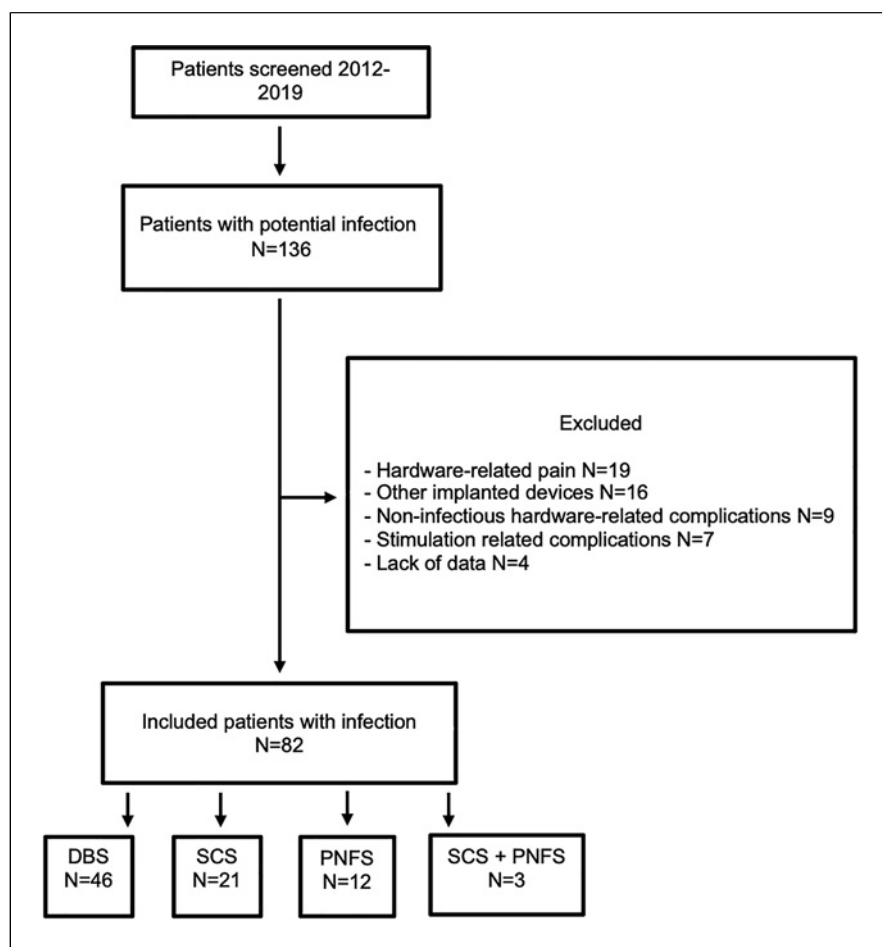 Patients screened 2012-
2019
Patients with potential infection
N=136
Excluded
- Hardware-related pain N=19
- Other implanted devices N=16
- Non-infectious hardware-related complications N=9
- Stimulation related complications N=7
- Lack of data N=4
Included patients with infection
N=82
DBS
N=46
SCS
N=21
PNFS
N=12
SCS + PNFS
N=3